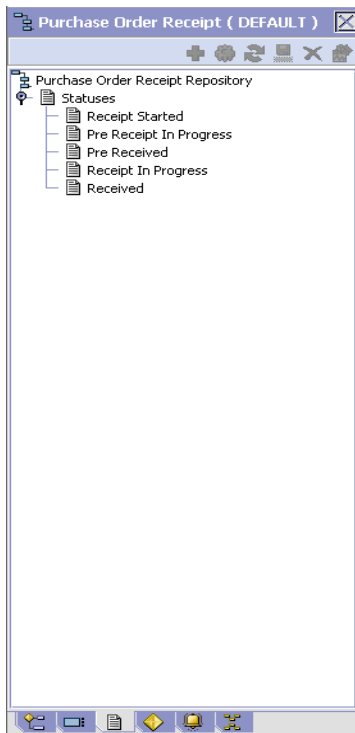 Purchase Order Receipt ( DEFAULT )
Purchase Order Receipt Repository
Statuses
Receipt Started
Pre Receipt In Progress
Pre Received
Receipt In Progress
Received